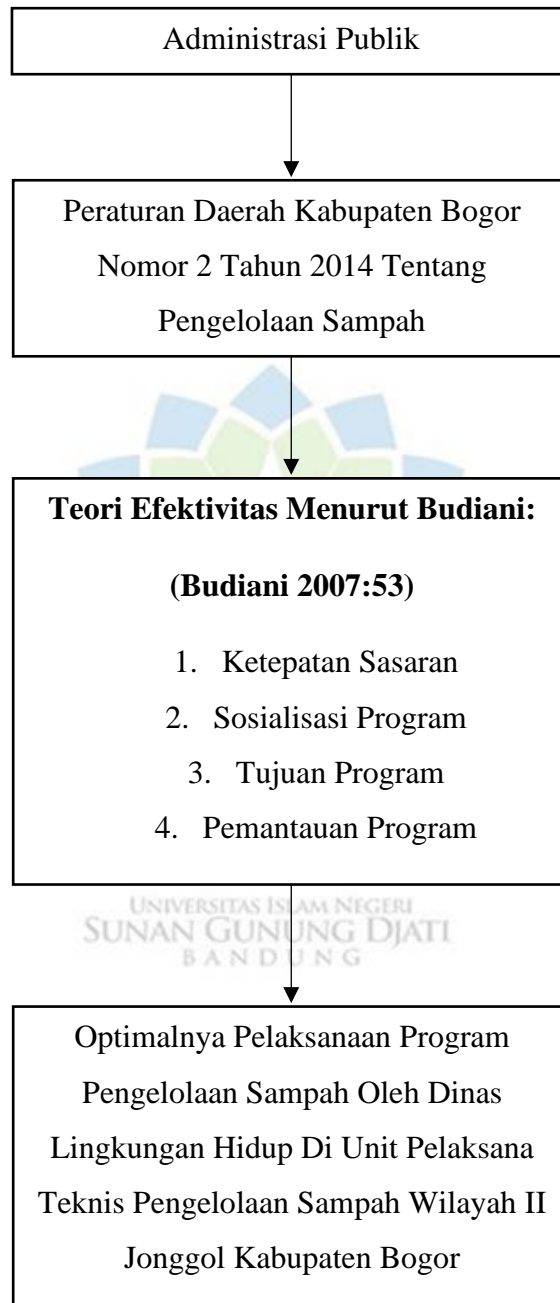 Administrasi Publik
Peraturan Daerah Kabupaten Bogor
Nomor 2 Tahun 2014 Tentang
Pengelolaan Sampah
Teori Efektivitas Menurut Budiani:
(Budiani 2007:53)
1. Ketepatan Sasaran
2. Sosialisasi Program
3. Tujuan Program
4. Pemantauan Program
UNIVERSITAS ISLAM NEGERI
SUNAN GUNUNG DJATI
BANDUNG
Optimalnya Pelaksanaan Program
Pengelolaan Sampah Oleh Dinas
Lingkungan Hidup Di Unit Pelaksana
Teknis Pengelolaan Sampah Wilayah II
Jonggol Kabupaten Bogor